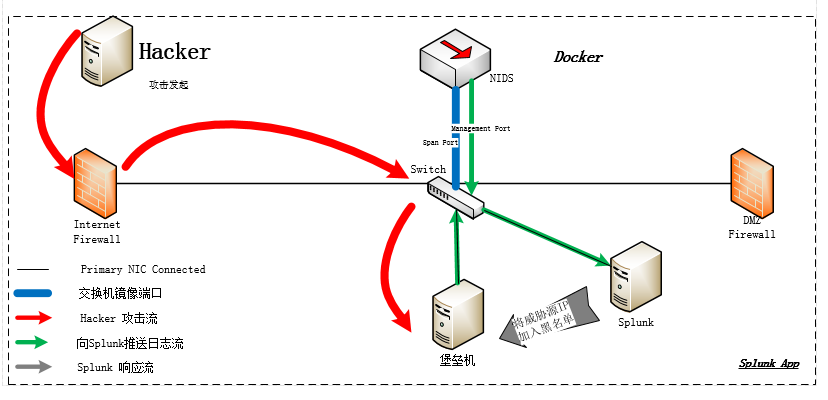 Hacker
攻击发起
Docker
NIDS
Management Port
Span Port
Switch
Internet
Firewall
DMZ
Firewall
Primary NIC Connected
交换机镜像端口
Hacker 攻击流
向Splunk推送日志流
Splunk 响应流
将威胁源IP
加入黑名单
Splunk
堡垒机
Splunk App